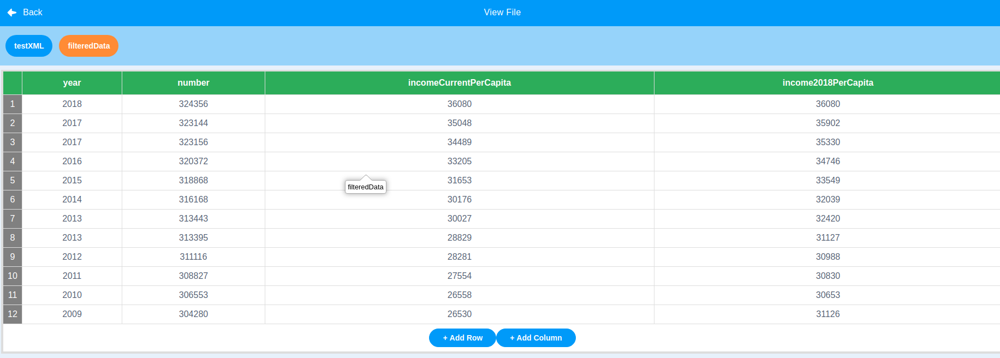 Back View File
testXML filteredData
year number incomeCurrentPerCapita income2018PerCapita
1 2018 324356 36080 36080
2 2017 323144 35048 35902
3 2017 323156 34489 35330
4 2016 320372 33205 34746
5 2015 318868 31653 33549
filteredData
6 2014 316168 30176 32039
7 2013 313443 30027 32420
8 2013 313395 28829 31127
9 2012 311116 28281 30988
10 2011 308827 27554 30830
11 2010 306553 26558 30653
12 2009 304280 26530 31126
+ Add Row + Add Column